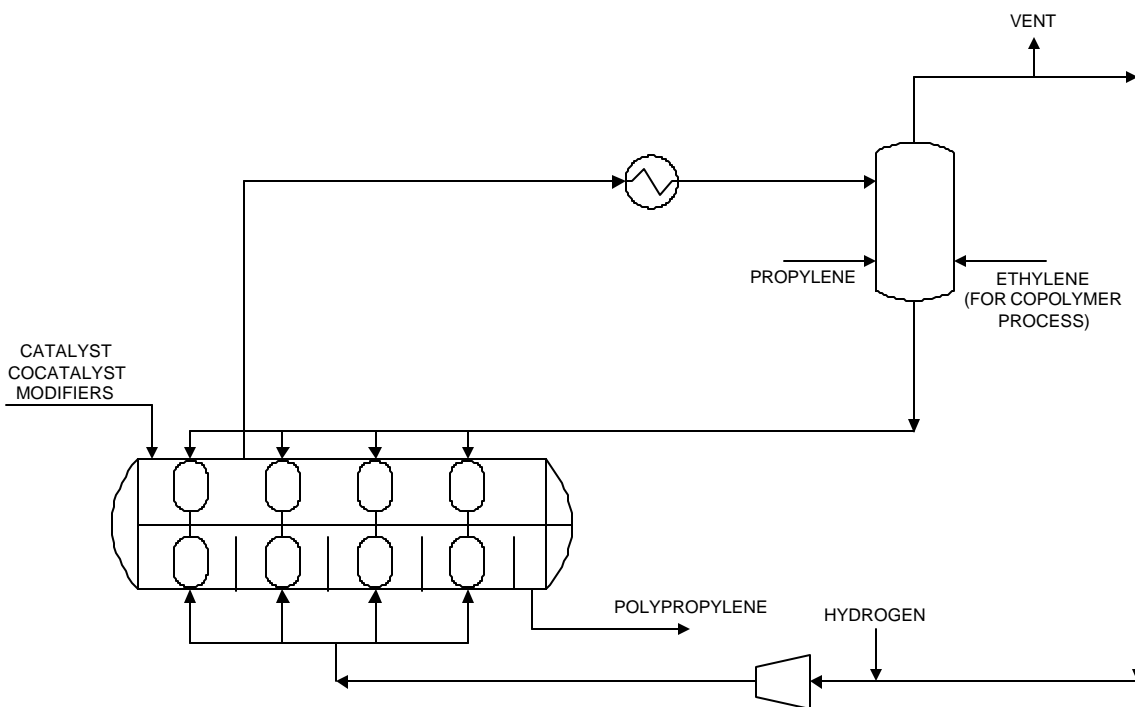 VENT
PROPYLENE
ETHYLENE
(FOR COPOLYMER
PROCESS)
CATALYST
COCATALYST
MODIFIERS
POLYPROPYLENE
HYDROGEN